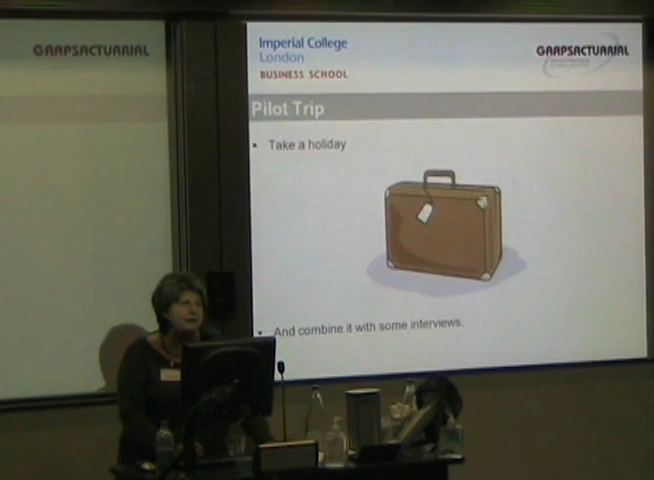 GAAPSACTUARIAL
Imperial College
London
BUSINESS SCHOOL
GAAPSACTUARIAL
Pilot Trip
• Take a holiday
• And combine it with some interviews.